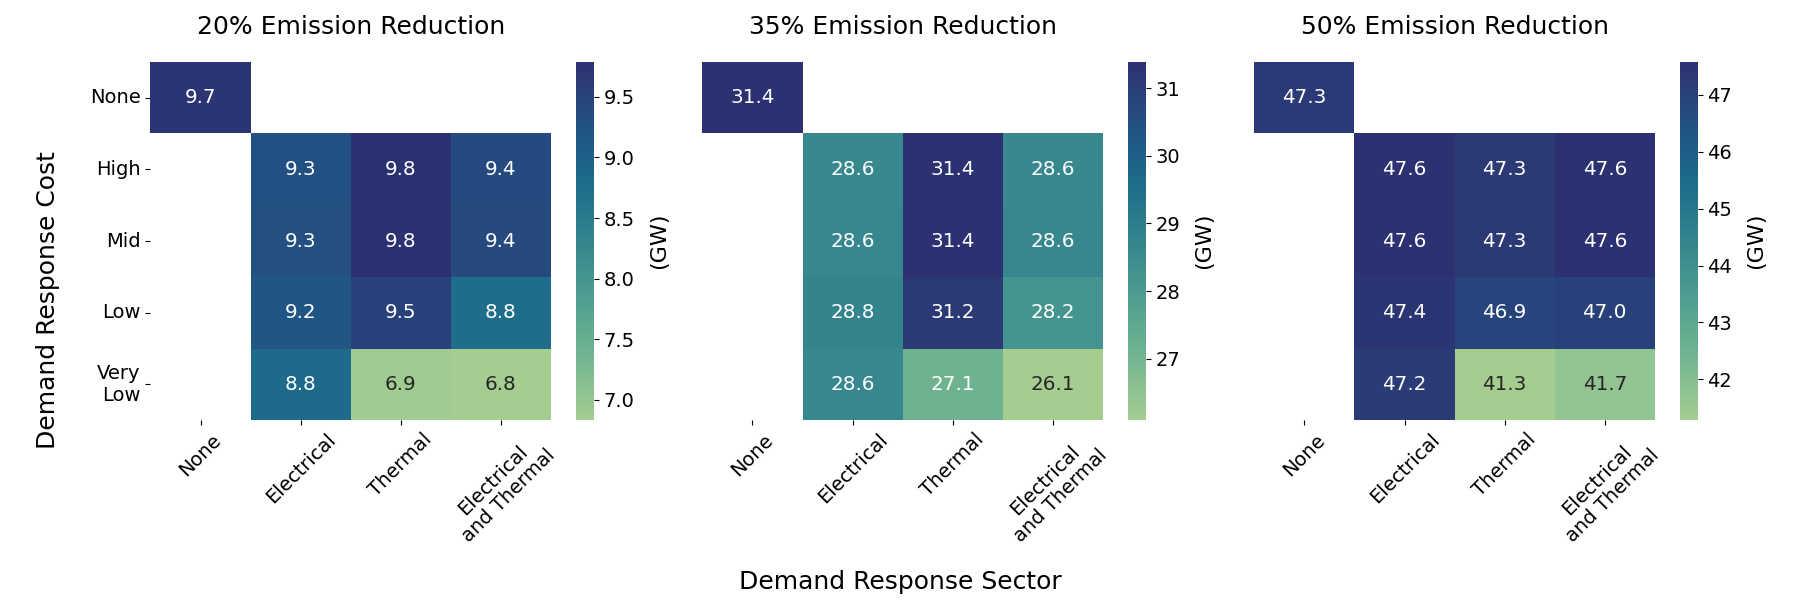 20% Emission Reduction
35% Emission Reduction
50% Emission Reduction
Demand Response Cost
None
High
Mid
Low
Very
Low
9.7
9.3 9.8 9.4
9.3 9.8 9.4
9.2 9.5 8.8
8.8 6.9 6.8
None
Electrical
Thermal
Electrical
and Thermal
9.5
9.0
8.5
8.0
7.5
7.0
(GW)
31.4
28.6 31.4 28.6
28.6 31.4 28.6
28.8 31.2 28.2
28.6 27.1 26.1
None
Electrical
Thermal
Electrical
and Thermal
31
30
29
28
27
(GW)
47.3
47.6 47.3 47.6
47.6 47.3 47.6
47.4 46.9 47.0
47.2 41.3 41.7
None
Electrical
Thermal
Electrical
and Thermal
47
46
45
44
43
42
(GW)
Demand Response Sector